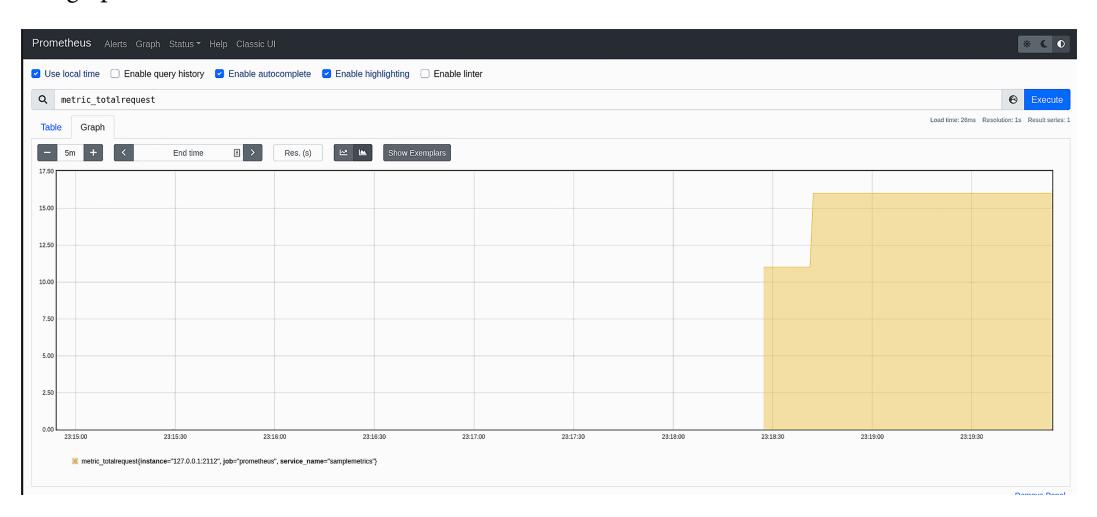 Prometheus Alerts Graph Status Help Classic UI
Use local time Enable query history Enable autocomplete Enable highlighting Enable linter
metric_totalrequest Execute
Load time: 26ms Resolution: 1s Result series: 1
Table Graph
− 5m + < End time > Res. (s) Show Exemplars
17.50
15.00
12.50
10.00
7.50
5.00
2.50
0.00
23:15:00 23:15:30 23:16:00 23:16:30 23:17:00 23:17:30 23:18:00 23:18:30 23:19:00 23:19:30
metric_totalrequest{instance="127.0.0.1:2112", job="prometheus", service_name="samplemetrics"}
Remove Panel